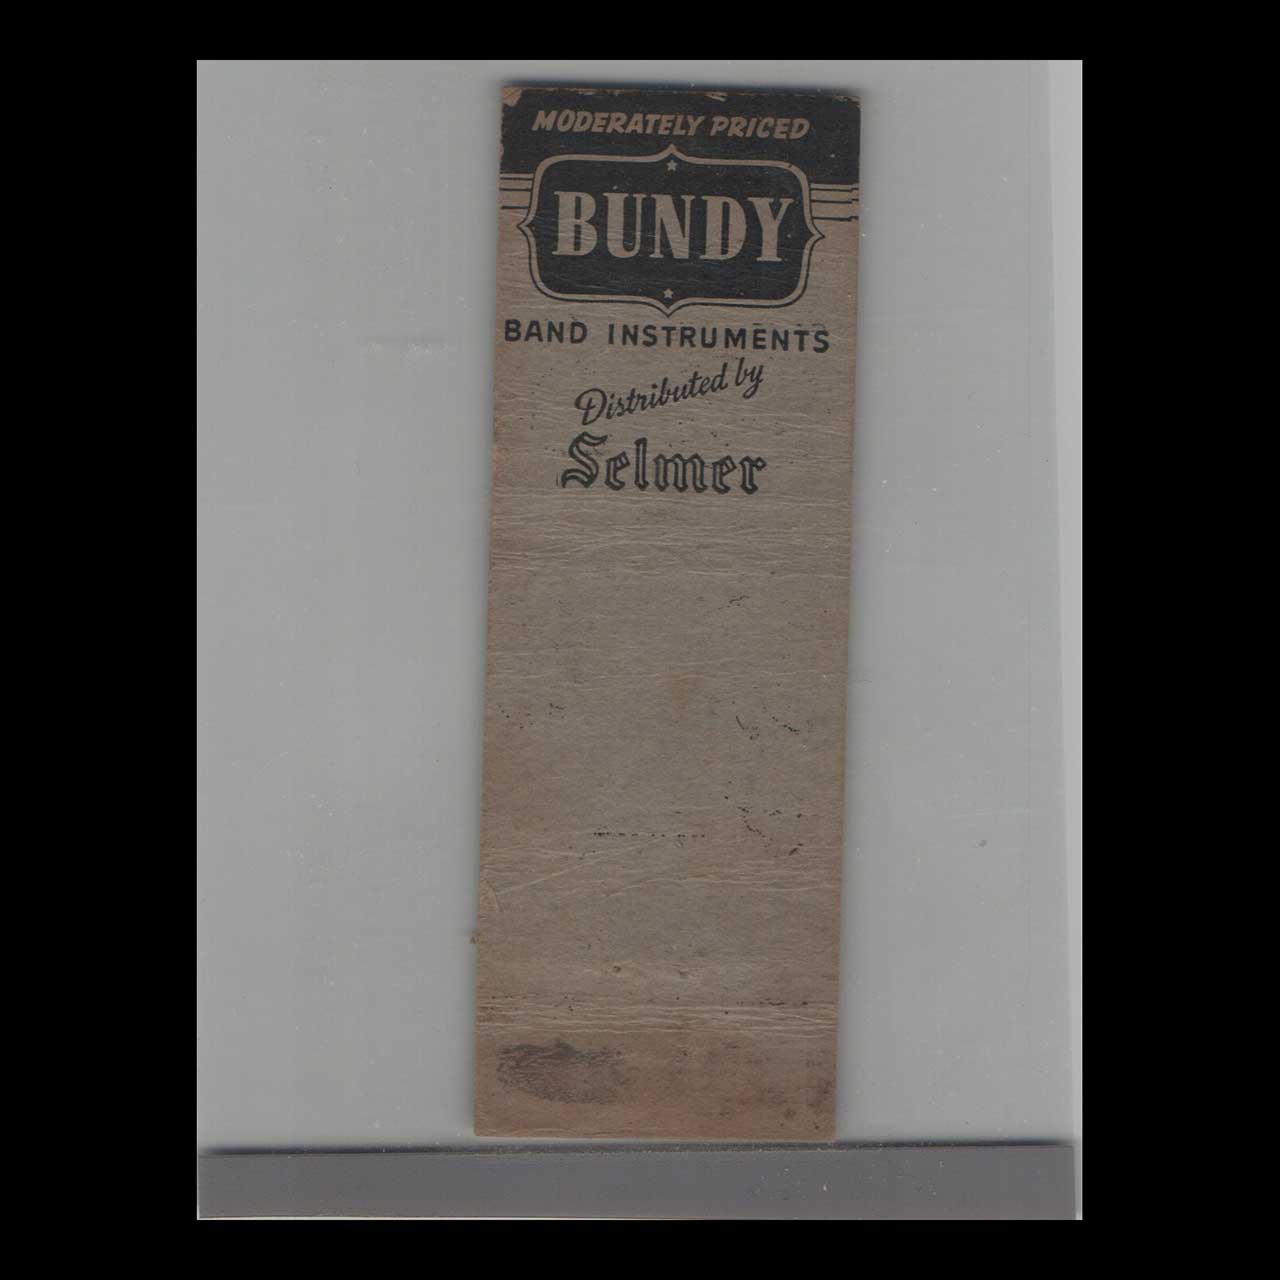 MODERATELY PRICED
BUNDY
BAND INSTRUMENTS
Distributed by
Selmer